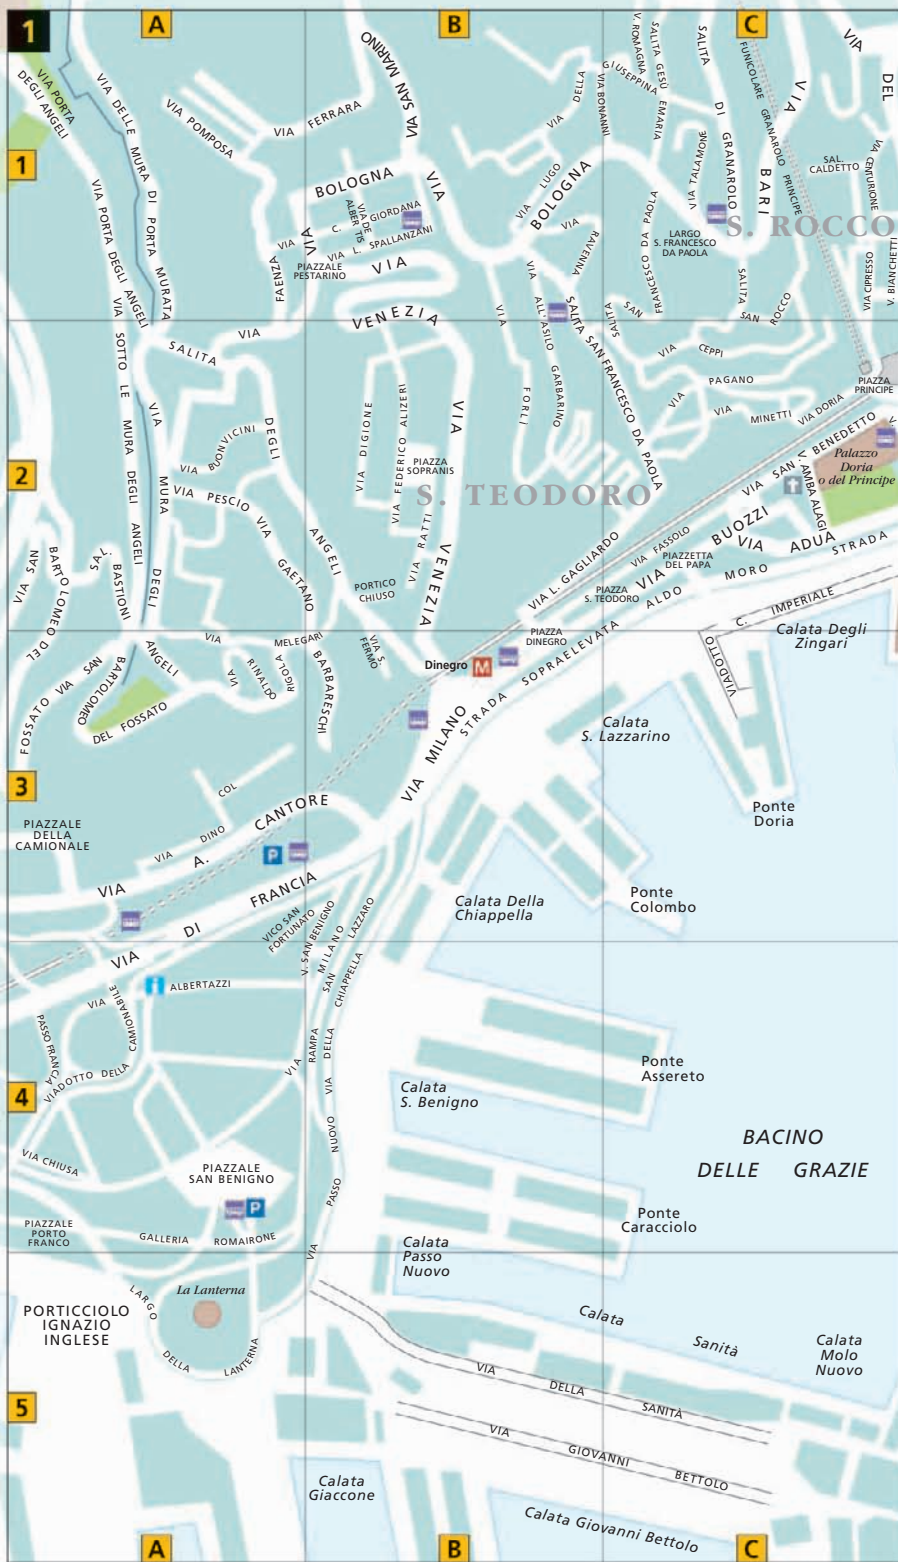 1
A
B
C
VIA PORTA
DEGLI ANGELI
VIA DELLE MURA DI PORTA MURATA
VIA POMPOSA
VIA FERRARA
VIA SAN MARINO
VIA DELLA
VIA BONANNI
V. ROMAGNA
SALITA GESÙ EMARIA
GIUSEPPINA
SALITA DI GRANAROLO
FUNICOLARE GRANAROLO PRINCIPE
VIA BARI
VIA
DEL
1
VIA PORTA DEGLI ANGELI
BOLOGNA
VIA
VIA LUGO
BOLOGNA
VIA TALAMONE
SAL.
CALDETTO
VIA CENTURIONE
VIA DE
ALBER TIS
C. GIORDANA
VIA L. SPALLANZANI
VIA
PIAZZALE
PESTARINO
VIA FAENZA
VIA
VIA RAVENNA
FRANCESCO DA PAOLA
LARGO
S. FRANCESCO
DA PAOLA
S. ROCCO
VIA CIPRESSO
V. BIANCHETTI
VIA
VENEZIA
VIA
SALITA
VIA FORLI
VIA ALL'ASILO GARBARINO
SALITA SAN FRANCESCO DA PAOLA
SALITA SAN
SALITA SAN ROCCO
VIA CEPPI
VIA PAGANO
VIA MINETTI
VIA DORIA
PIAZZA
PRINCIPE
VIA SOTTO LE MURA DEGLI ANGELI
VIA MURA DEGLI ANGELI
DEGLI ANGELI
VIA BUONVICINI
VIA DIGIONE
VIA FEDERICO ALIZERI
PIAZZA
SOPRANIS
VIA VENEZIA
VIA RATTI
2
VIA PESCIO
VIA GAETANO
BARBARESCHI
S. TEODORO
VIA SAN BENEDETTO
V.
Palazzo
Doria
o del Principe
V. AMBA ALAGI
VIA BUOZZI
VIA ADUA
VIA FASSOLO
PIAZZETTA
DEL PAPA
VIA L. GAGLIARDO
PIAZZA
S. TEODORO
STRADA SOPRAELEVATA ALDO MORO STRADA
VIA SAN
BARTOLOMEO DEL
FOSSATO
SAL. BASTIONI
PORTICO
CHIUSO
VIA MELEGARI
VIA S.
FERMO
VIA RINALDO
RIGOLA
PIAZZA
DINEGRO
Dinegro
M
VIADOTTO C. IMPERIALE
Calata Degli
Zingari
VIA SAN
BARTOLOMEO
DEL FOSSATO
VIA MILANO
Calata
S. Lazzarino
3
VIA DINO COL
VIA A. CANTORE
PIAZZALE
DELLA
CAMIONALE
Ponte
Doria
P
VIA DI FRANCIA
VICO SAN
FORTUNATO
V. SAN BENIGNO
MILANO
SAN LAZZARO
Calata Della
Chiappella
Ponte
Colombo
i
VIA ALBERTAZZI
PASSO FRANCIA
VIADOTTO DELLA CAMIONABILE
VIA RAMPA
VIA DELLA CHIAPPELLA
4
Calata
S. Benigno
Ponte
Assereto
BACINO
DELLE GRAZIE
VIA CHIUSA
PIAZZALE
SAN BENIGNO
P
VIA PASSO NUOVO
PIAZZALE
PORTO
FRANCO
GALLERIA ROMAIRONE
Calata
Passo
Nuovo
Ponte
Caracciolo
La Lanterna
LARGO DELLA LANTERNA
PORTICCIOLO
IGNAZIO
INGLESE
Calata Sanità
Calata
Molo
Nuovo
5
VIA DELLA SANITÀ
VIA GIOVANNI BETTOLO
Calata
Giaccone
Calata Giovanni Bettolo
A
B
C